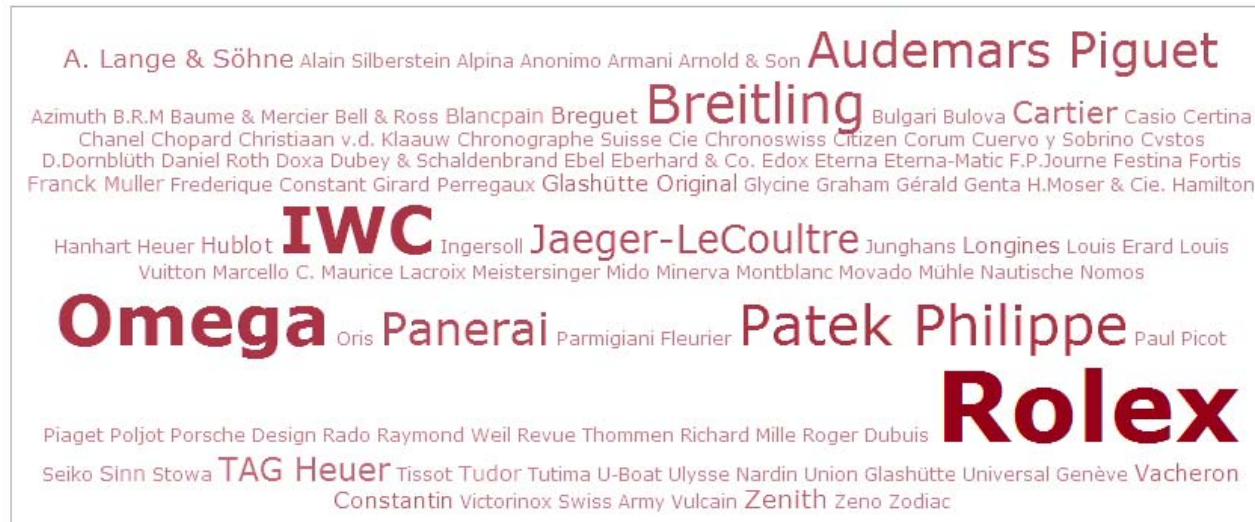 A. Lange & Söhne Alain Silberstein Alpina Anonimo Armani Arnold & Son Audemars Piguet
Azimuth B.R.M Baume & Mercier Bell & Ross Blancpain Breguet Breitling Bulgari Bulova Cartier Casio Certina
Chanel Chopard Christiaan v.d. Klaauw Chronographe Suisse Cie Chronoswiss Citizen Corum Cuervo y Sobrino Cvstos
D.Dornblüth Daniel Roth Doxa Dubey & Schaldenbrand Ebel Eberhard & Co. Edox Eterna Eterna-Matic F.P.Journe Festina Fortis
Franck Muller Frederique Constant Girard Perregaux Glashütte Original Glycine Graham Gérald Genta H.Moser & Cie. Hamilton
Hanhart Heuer Hublot IWC Ingersoll Jaeger-LeCoultre Junghans Longines Louis Erard Louis
Vuitton Marcello C. Maurice Lacroix Meistersinger Mido Minerva Montblanc Movado Mühle Nautische Nomos
Omega Oris Panerai Parmigiani Fleurier Patek Philippe Paul Picot
Piaget Poljot Porsche Design Rado Raymond Weil Revue Thommen Richard Mille Roger Dubuis Rolex
Seiko Sinn Stowa TAG Heuer Tissot Tudor Tutima U-Boat Ulysse Nardin Union Glashütte Universal Genève Vacheron
Constantin Victorinox Swiss Army Vulcain Zenith Zeno Zodiac